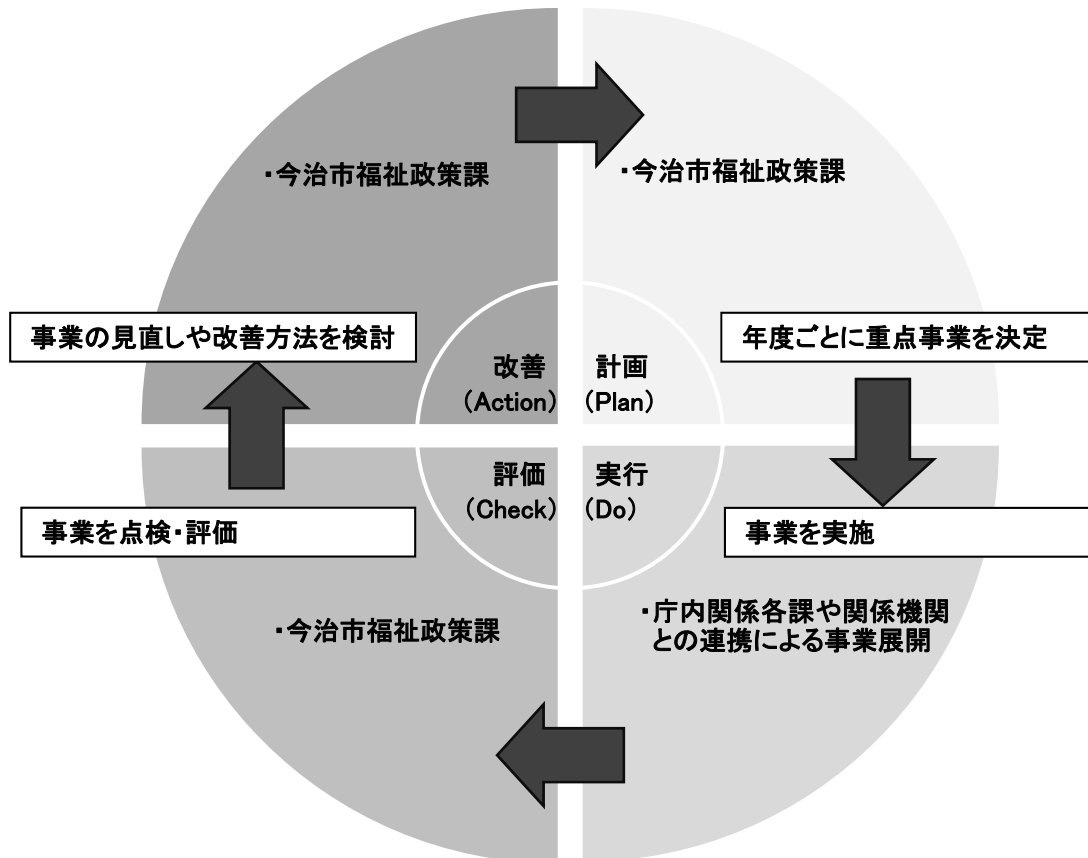 ・今治市福祉政策課
・今治市福祉政策課
事業の見直しや改善方法を検討
年度ごとに重点事業を決定
改善
(Action)
計画
(Plan)
評価
(Check)
実行
(Do)
事業を点検・評価
事業を実施
・今治市福祉政策課
・庁内関係各課や関係機関
との連携による事業展開